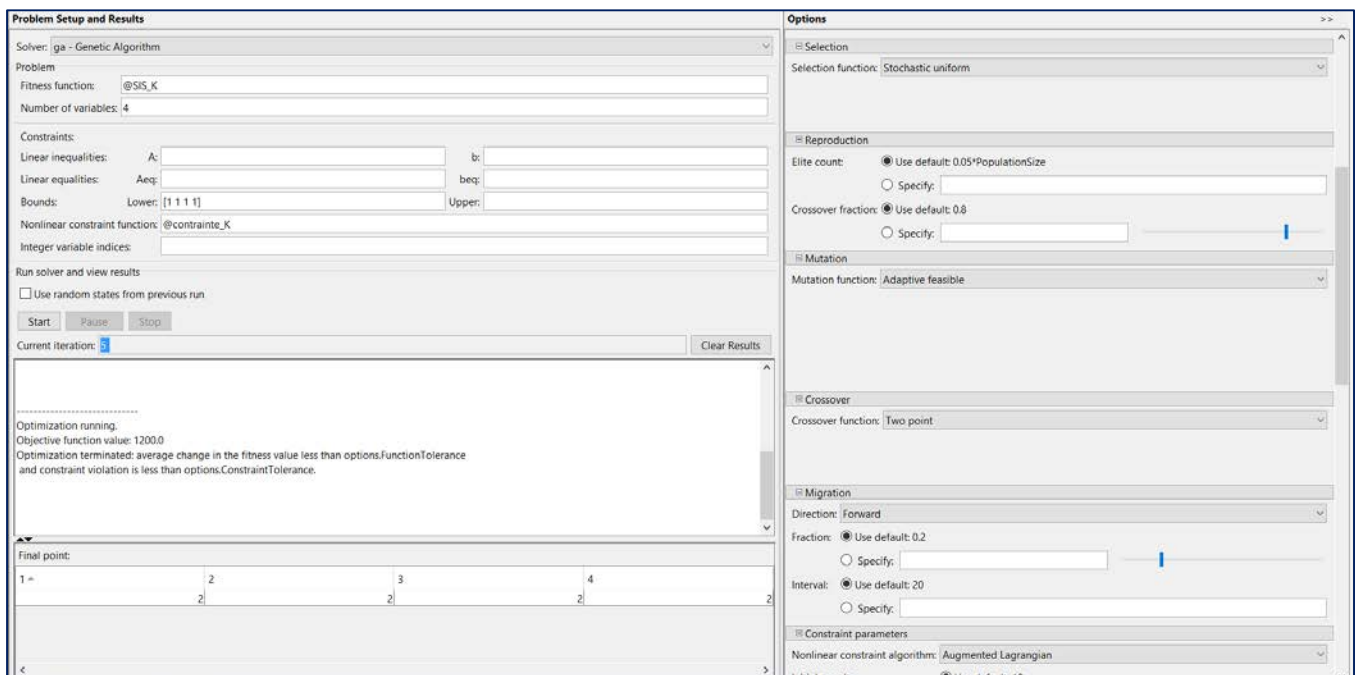 Problem Setup and Results
Solver: ga - Genetic Algorithm
Problem
Fitness function: @SIS_K
Number of variables: 4
Constraints:
Linear inequalities: A: b:
Linear equalities: Aeq: beq:
Bounds: Lower: [1 1 1 1] Upper:
Nonlinear constraint function: @contrainte_K
Integer variable indices:
Run solver and view results
Use random states from previous run
Start Pause Stop
Current iteration: 5 Clear Results
------------------------------
Optimization running.
Objective function value: 1200.0
Optimization terminated: average change in the fitness value less than options.FunctionTolerance
and constraint violation is less than options.ConstraintTolerance.
Final point:
1 2 3 4
2 2 2 2
Options >>
Selection
Selection function: Stochastic uniform
Reproduction
Elite count: Use default: 0.05*PopulationSize
Specify:
Crossover fraction: Use default: 0.8
Specify:
Mutation
Mutation function: Adaptive feasible
Crossover
Crossover function: Two point
Migration
Direction: Forward
Fraction: Use default: 0.2
Specify:
Interval: Use default: 20
Specify:
Constraint parameters
Nonlinear constraint algorithm: Augmented Lagrangian